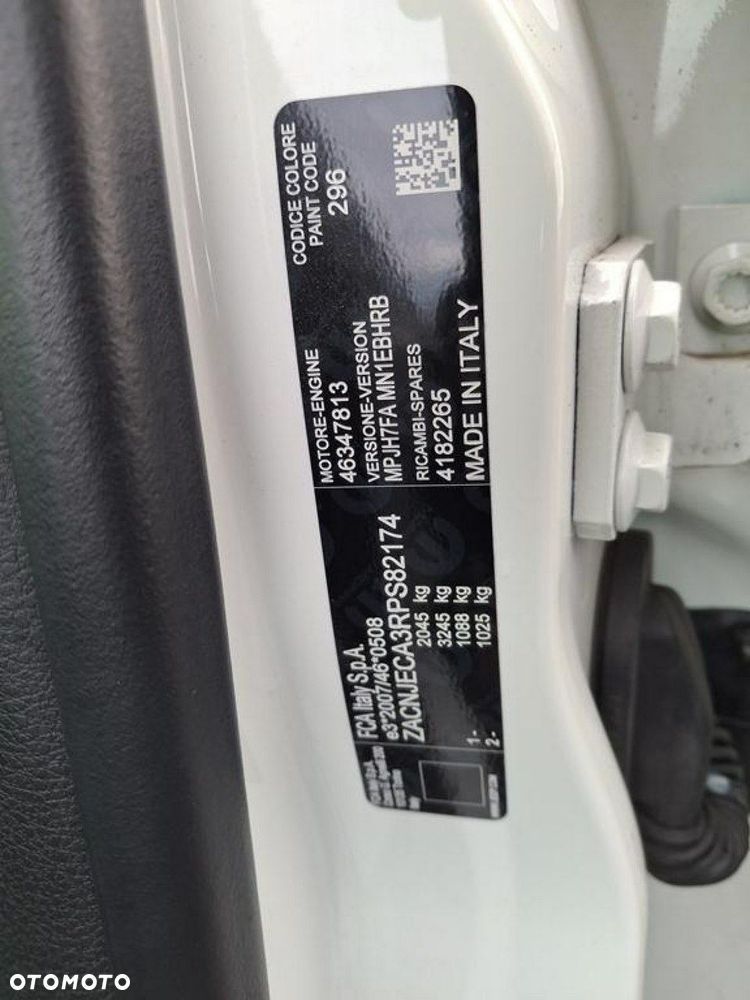 FCA Italy S.p.A.
e3*2007/46*0508
ZACNJECA3RPS82174
2045 kg
3245 kg
1- 1088 kg
2- 1025 kg
MOTORE-ENGINE
46347813
VERSIONE-VERSION
MPJH7FA MN1EBHRB
RICAMBI-SPARES
4182265
MADE IN ITALY
CODICE COLORE
PAINT CODE
296
OTOMOTO